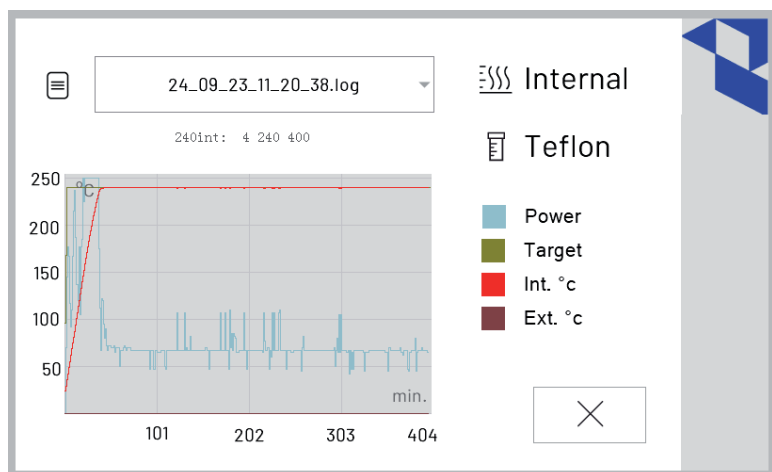 24_09_23_11_20_38.log
240int: 4 240 400
Internal
Teflon
°C
250
200
150
100
50
min.
101
202
303
404
Power
Target
Int. °c
Ext. °c